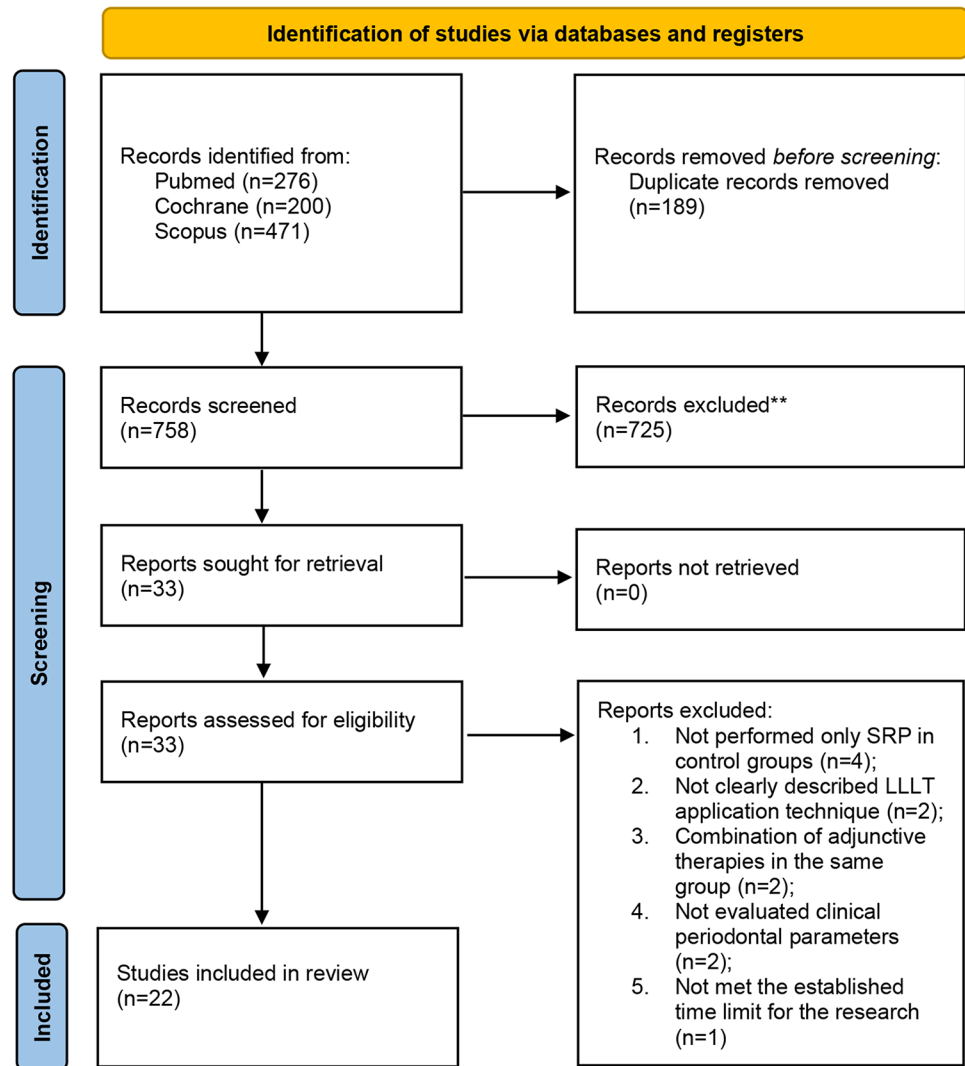 Identification of studies via databases and registers
Identification
Records identified from:
Pubmed (n=276)
Cochrane (n=200)
Scopus (n=471)
Records removed before screening:
Duplicate records removed
(n=189)
Screening
Records screened
(n=758)
Records excluded**
(n=725)
Reports sought for retrieval
(n=33)
Reports not retrieved
(n=0)
Reports assessed for eligibility
(n=33)
Reports excluded:
1. Not performed only SRP in
control groups (n=4);
2. Not clearly described LLLT
application technique (n=2);
3. Combination of adjunctive
therapies in the same
group (n=2);
4. Not evaluated clinical
periodontal parameters
(n=2);
5. Not met the established
time limit for the research
(n=1)
Included
Studies included in review
(n=22)